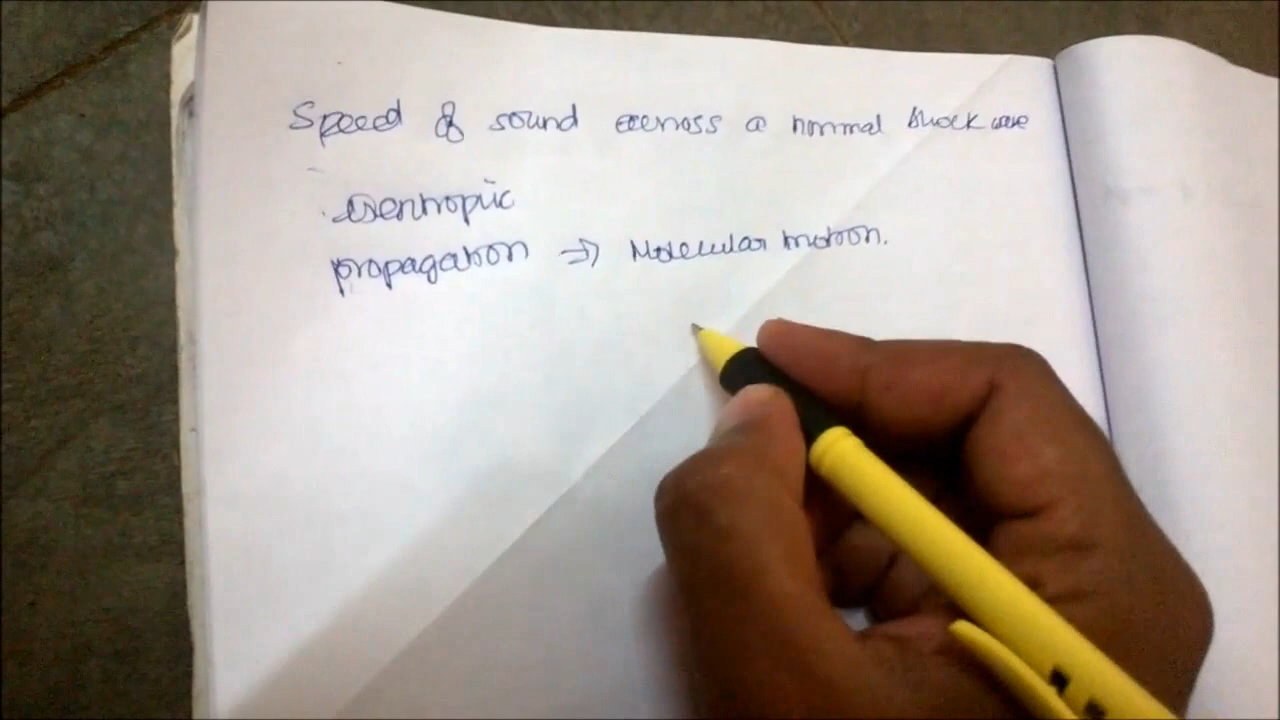 Speed of sound across a normal shock wave
Isentropic
propagation => Molecular motion.